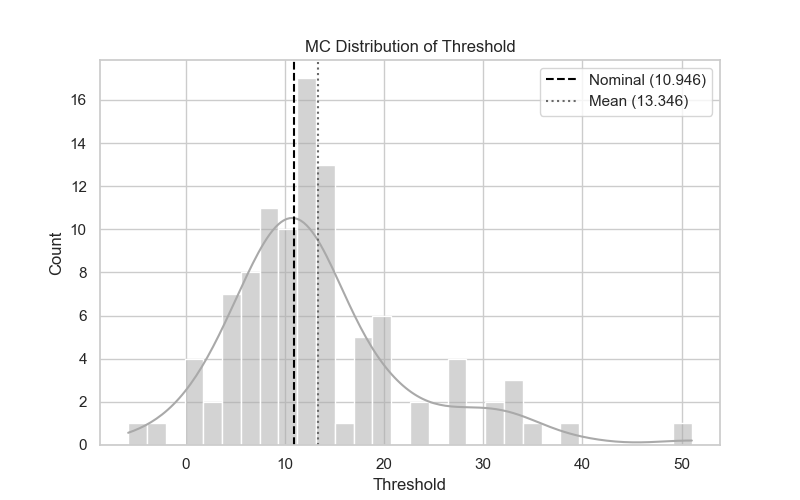 MC Distribution of Threshold
Nominal (10.946)
Mean (13.346)
16
14
12
10
8
6
4
2
0
Count
0 10 20 30 40 50
Threshold